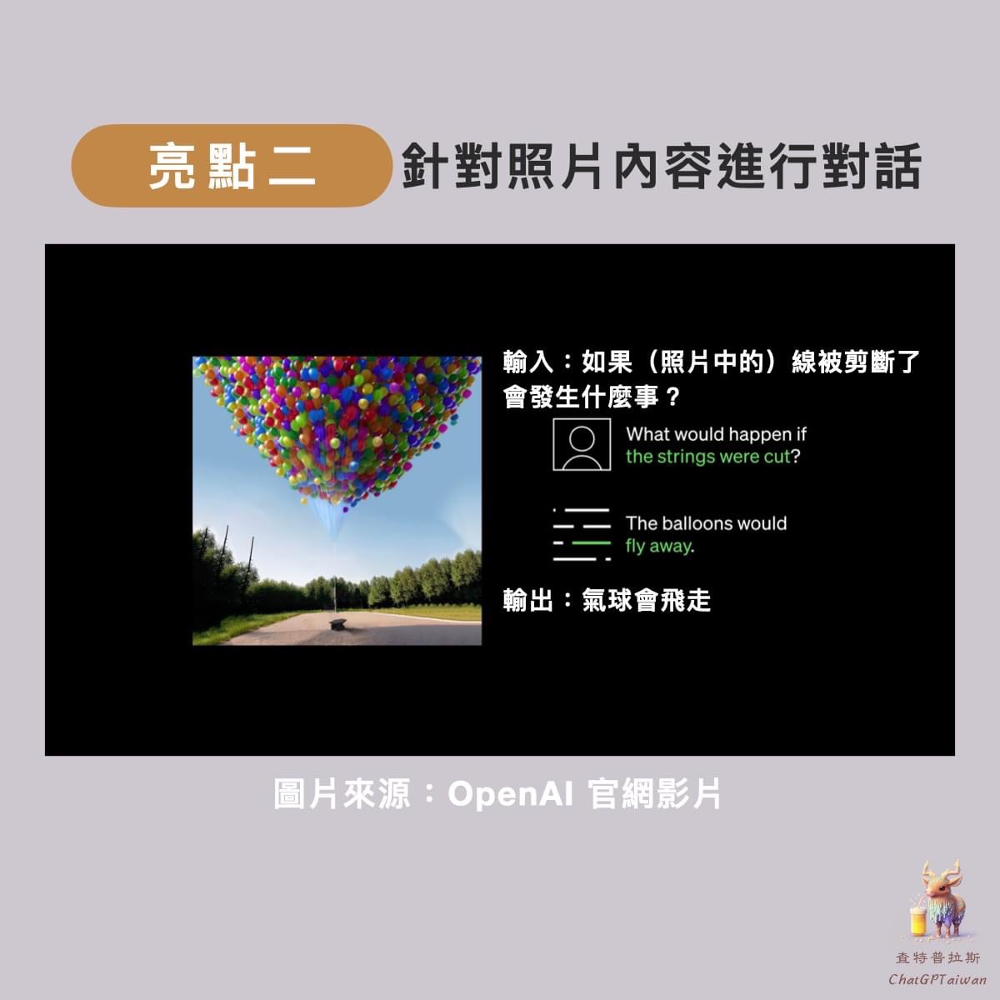 亮點二 針對照片內容進行對話
輸入：如果（照片中的）線被剪斷了
會發生什麼事？
What would happen if
the strings were cut?
The balloons would
fly away.
輸出：氣球會飛走
圖片來源：OpenAI 官網影片
查特普拉斯
ChatGPTaiwan